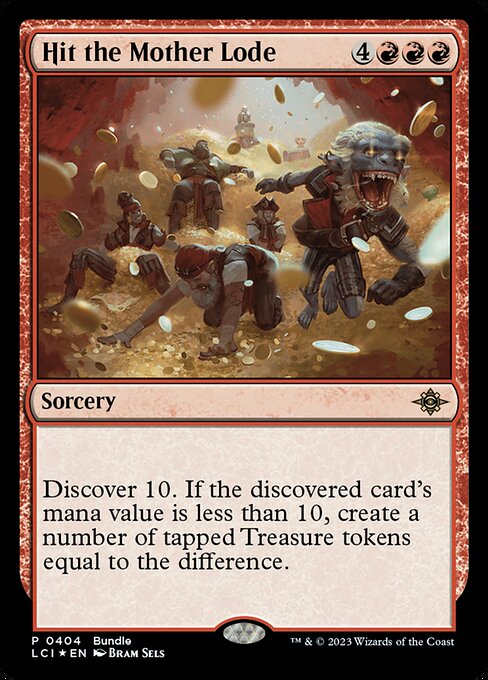 Hit the Mother Lode 4
Sorcery
Discover 10. If the discovered card's
mana value is less than 10, create a
number of tapped Treasure tokens
equal to the difference.
P 0404 Bundle
LCI ★ EN Bram Sels
™ & © 2023 Wizards of the Coast